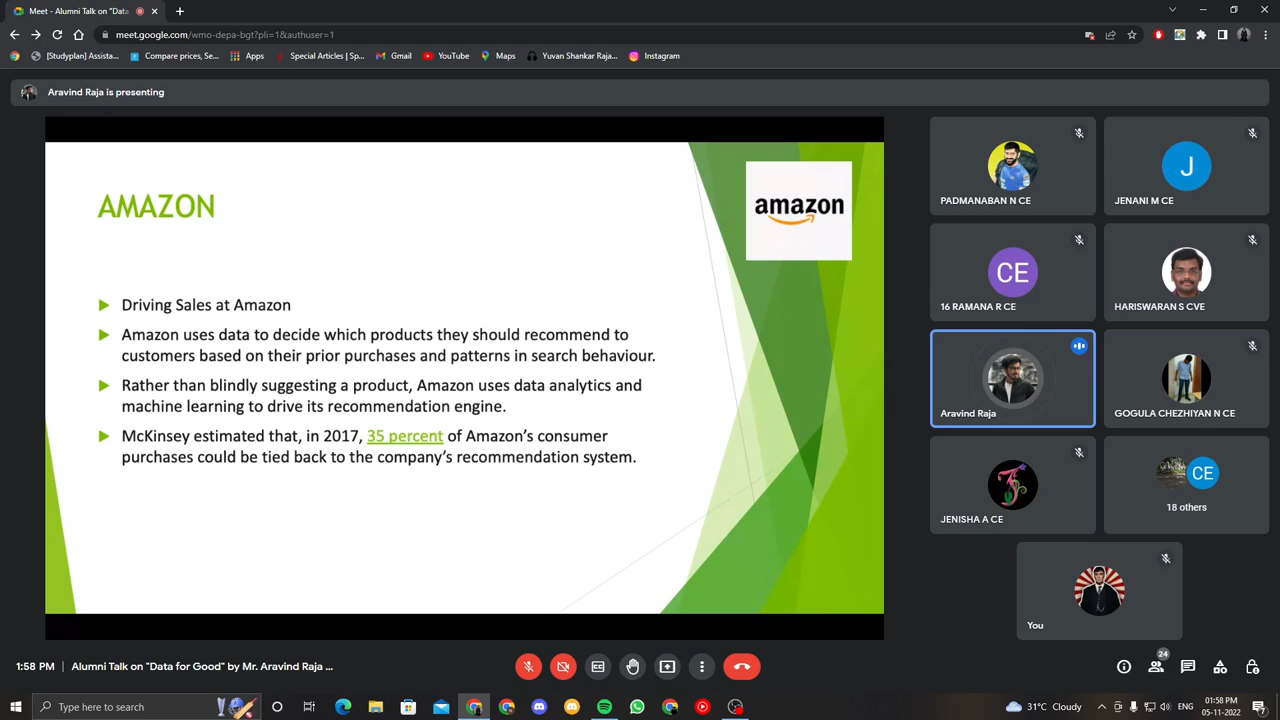 Meet - Alumni Talk on "Data
meet.google.com/wmo-depa-bgt?pli=1&authuser=1
[Studyplan] Assista...
Compare prices, Se...
Apps
Special Articles | Sp...
Gmail
YouTube
Maps
Yuvan Shankar Raja...
Instagram
Aravind Raja is presenting
AMAZON
amazon
Driving Sales at Amazon
Amazon uses data to decide which products they should recommend to
customers based on their prior purchases and patterns in search behaviour.
Rather than blindly suggesting a product, Amazon uses data analytics and
machine learning to drive its recommendation engine.
McKinsey estimated that, in 2017, 35 percent of Amazon's consumer
purchases could be tied back to the company's recommendation system.
PADMANABAN N CE
J
JENANI M CE
CE
16 RAMANA R CE
HARISWARAN S CVE
Aravind Raja
GOGULA CHEZHIYAN N CE
JENISHA A CE
CE
18 others
You
1:58 PM | Alumni Talk on "Data for Good" by Mr. Aravind Raja ...
24
Type here to search
31°C Cloudy
ENG
01:58 PM
05-11-2022